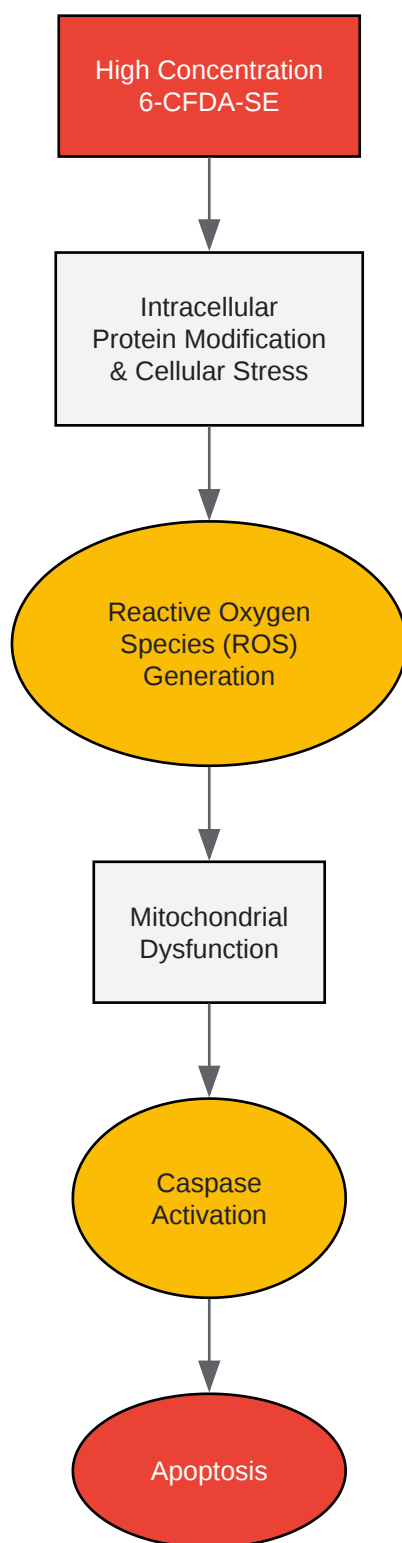 High Concentration
6-CFDA-SE
Intracellular
Protein Modification
& Cellular Stress
Reactive Oxygen
Species (ROS)
Generation
Mitochondrial
Dysfunction
Caspase
Activation
Apoptosis